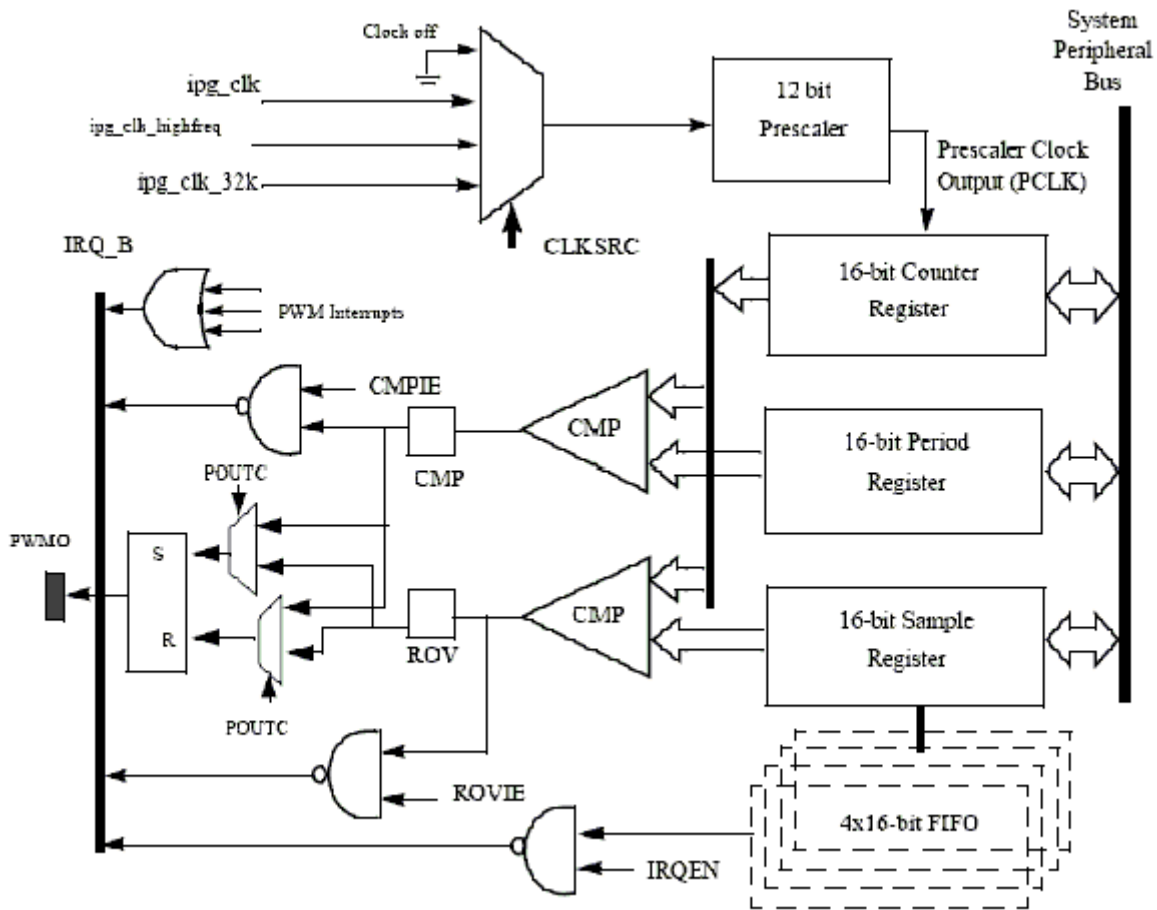 System
Peripheral
Bus
Clock off
ipg_clk
ipg_clk_highfreq
ipg_clk_32k
12 bit
Prescaler
Prescaler Clock
Output (PCLK)
CLKSRC
IRQ_B
16-bit Counter
Register
PWM Interrupts
CMPIE
CMP
CMP
16-bit Period
Register
POUTC
PWMO
S
R
ROV
CMP
16-bit Sample
Register
POUTC
ROVIE
4x16-bit FIFO
IRQEN